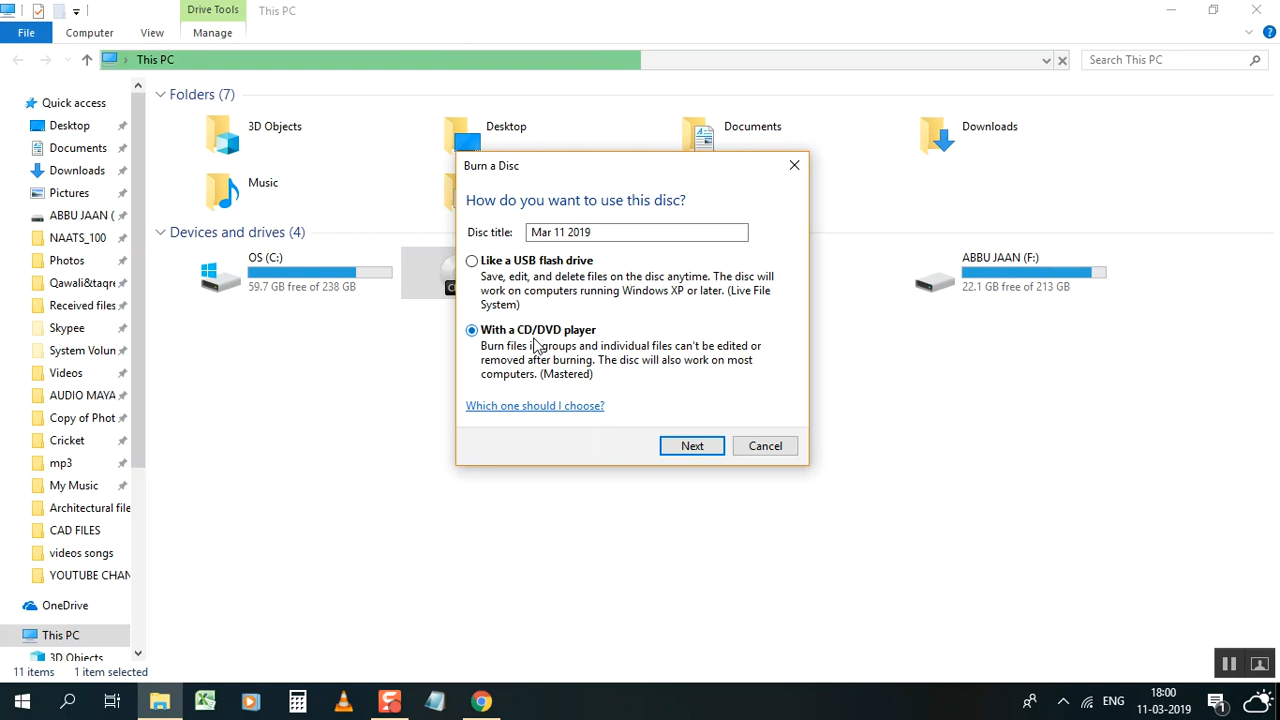 Drive Tools
This PC
File
Computer
View
Manage
This PC
Search This PC
Quick access
Desktop
Documents
Downloads
Pictures
ABBU JAAN (
NAATS_100
Photos
Qawali&taqre
Received files
Skypee
System Volun
Videos
AUDIO MAYA
Copy of Phot
Cricket
mp3
My Music
Architectural file
CAD FILES
videos songs
YOUTUBE CHAN
OneDrive
This PC
3D Objects
Folders (7)
3D Objects
Desktop
Documents
Downloads
Music
Devices and drives (4)
OS (C:)
59.7 GB free of 238 GB
ABBU JAAN (F:)
22.1 GB free of 213 GB
Burn a Disc
How do you want to use this disc?
Disc title: Mar 11 2019
Like a USB flash drive
Save, edit, and delete files on the disc anytime. The disc will
work on computers running Windows XP or later. (Live File
System)
With a CD/DVD player
Burn files in groups and individual files can't be edited or
removed after burning. The disc will also work on most
computers. (Mastered)
Which one should I choose?
Next
Cancel
11 items
1 item selected
ENG
18:00
11-03-2019
1